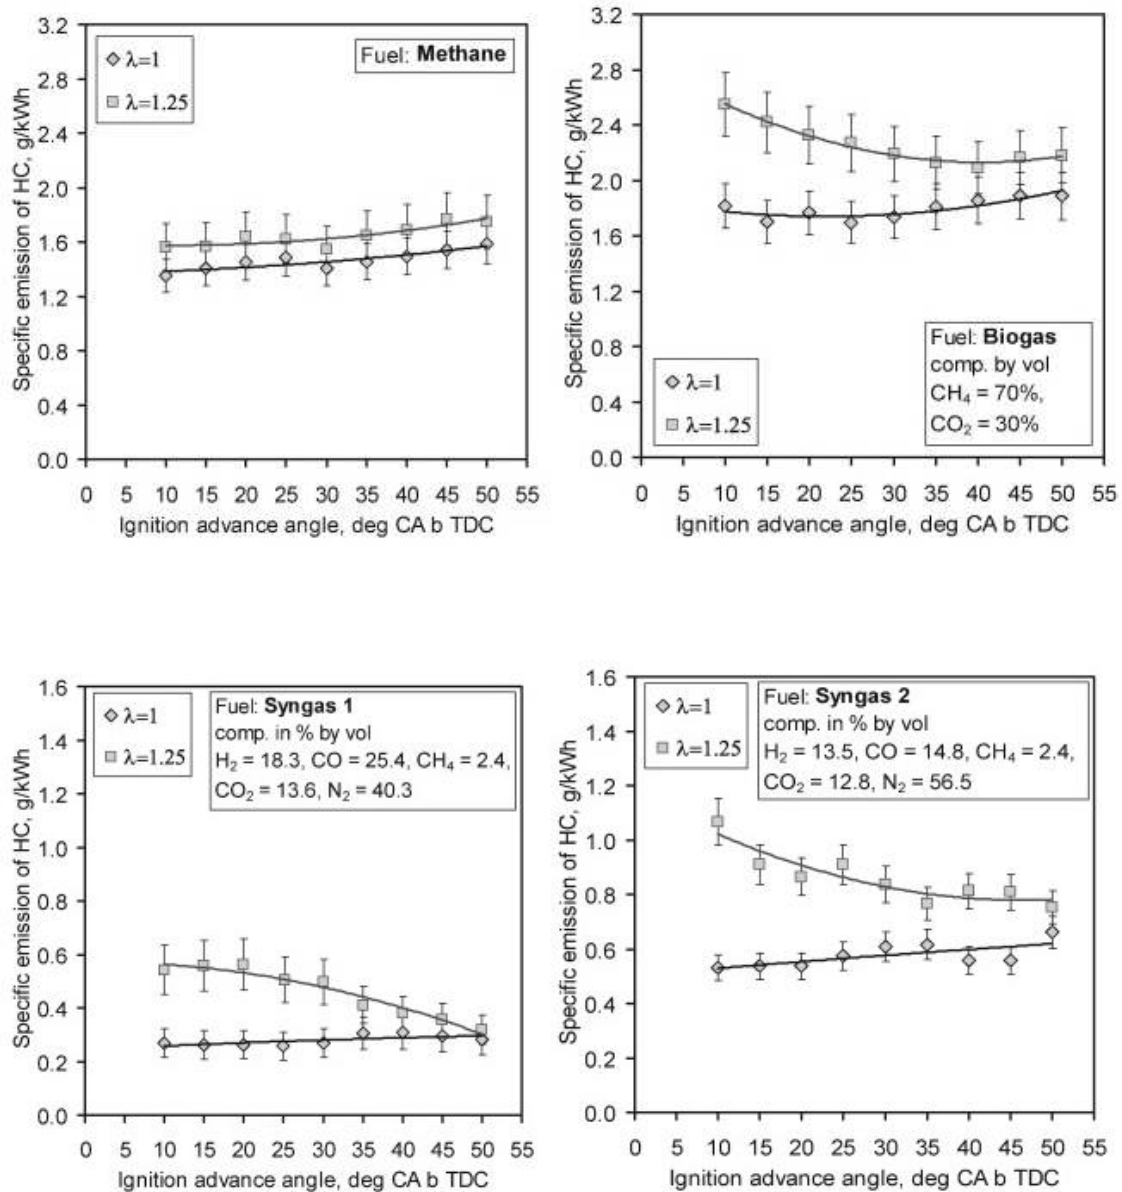 3.2
2.8
2.4
2.0
1.6
1.2
0.8
0.4
0.0
Specific emission of HC, g/kWh
λ=1
λ=1.25
Fuel: Methane
0 5 10 15 20 25 30 35 40 45 50 55
Ignition advance angle, deg CA b TDC
3.2
2.8
2.4
2.0
1.6
1.2
0.8
0.4
0.0
Specific emission of HC, g/kWh
λ=1
λ=1.25
Fuel: Biogas
comp. by vol
CH₄ = 70%,
CO₂ = 30%
0 5 10 15 20 25 30 35 40 45 50 55
Ignition advance angle, deg CA b TDC
1.6
1.4
1.2
1.0
0.8
0.6
0.4
0.2
0.0
Specific emission of HC, g/kWh
λ=1
λ=1.25
Fuel: Syngas 1
comp. in % by vol
H₂ = 18.3, CO = 25.4, CH₄ = 2.4,
CO₂ = 13.6, N₂ = 40.3
0 5 10 15 20 25 30 35 40 45 50 55
Ignition advance angle, deg CA b TDC
1.6
1.4
1.2
1.0
0.8
0.6
0.4
0.2
0.0
Specific emission of HC, g/kWh
λ=1
λ=1.25
Fuel: Syngas 2
comp. in % by vol
H₂ = 13.5, CO = 14.8, CH₄ = 2.4,
CO₂ = 12.8, N₂ = 56.5
0 5 10 15 20 25 30 35 40 45 50 55
Ignition advance angle, deg CA b TDC